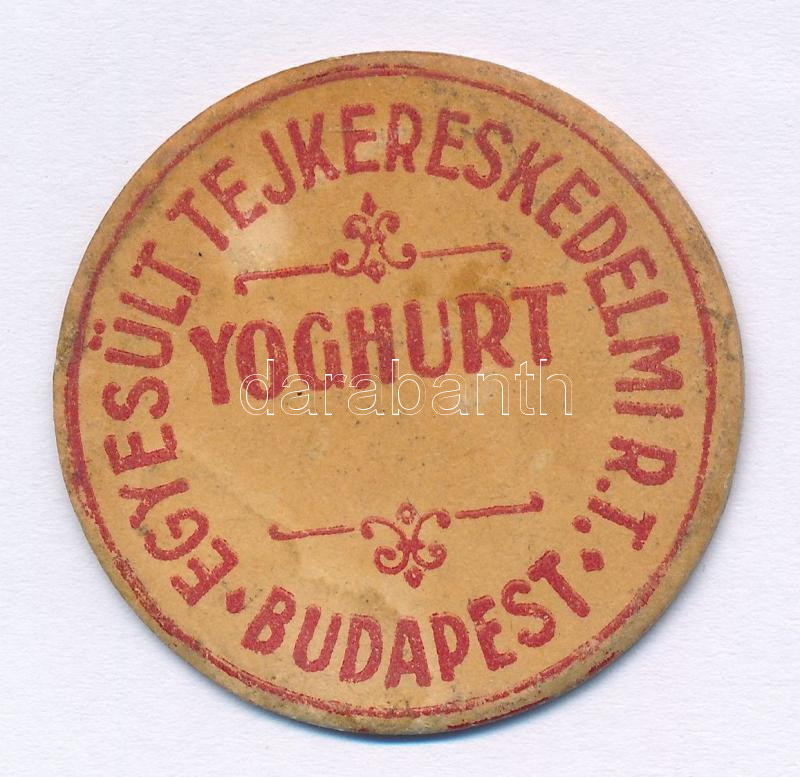 EGYESÜLT TEJKERESKEDELMI R.T.
YOGHURT
darabanth
• BUDAPEST •